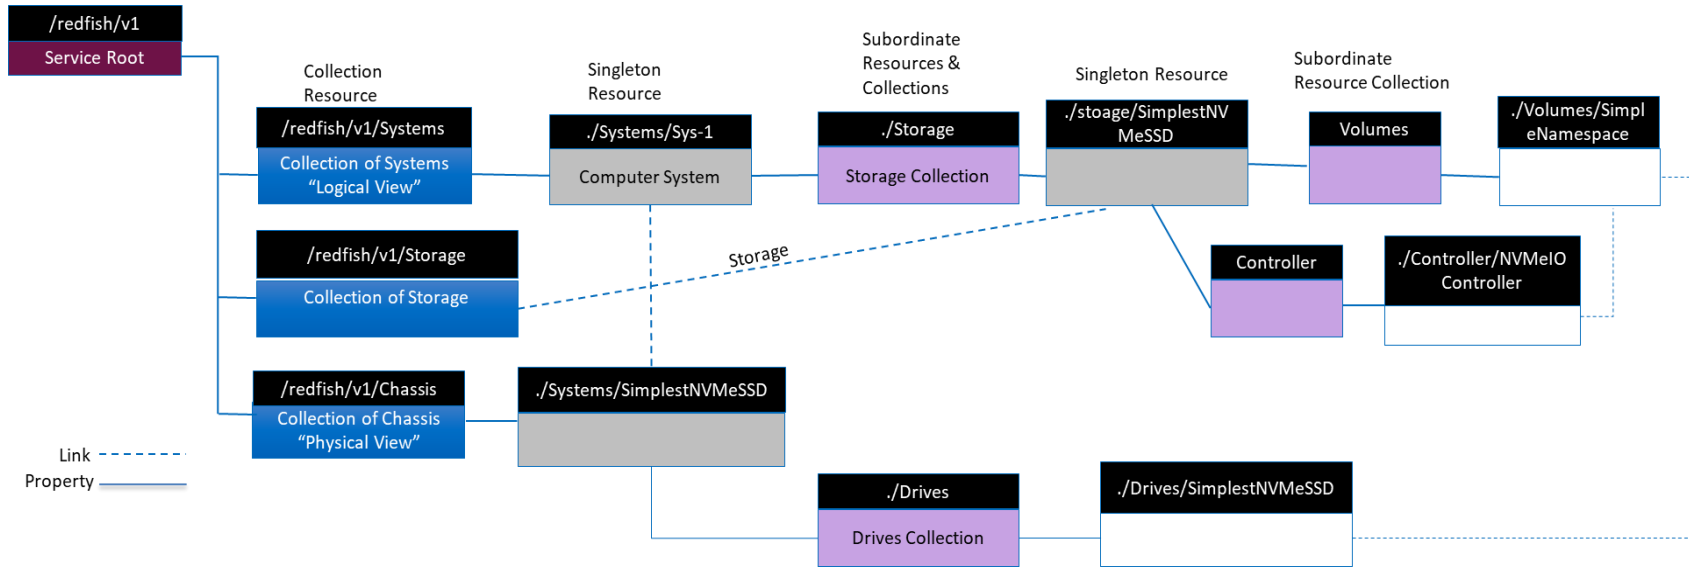 /redfish/v1
Service Root
Collection
Resource
/redfish/v1/Systems
Collection of Systems
“Logical View”
Singleton
Resource
./Systems/Sys-1
Computer System
Subordinate
Resources &
Collections
./Storage
Storage Collection
Singleton Resource
./stoage/SimplestNV
MeSSD
Subordinate
Resource Collection
Volumes
./Volumes/Simpl
eNamespace
/redfish/v1/Storage
Collection of Storage
Storage
Controller
./Controller/NVMeIO
Controller
/redfish/v1/Chassis
Collection of Chassis
“Physical View”
./Systems/SimplestNVMeSSD
Link
Property
./Drives
Drives Collection
./Drives/SimplestNVMeSSD